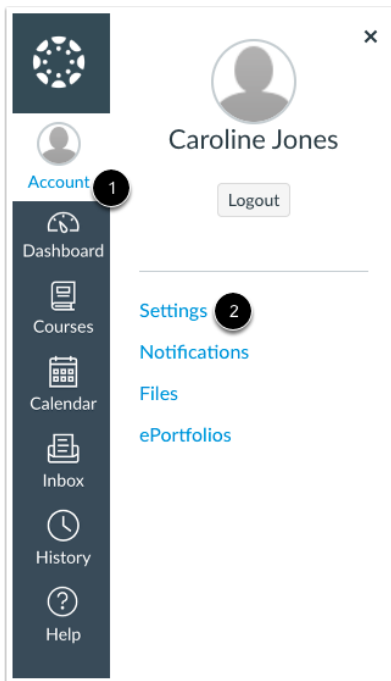 ×
Caroline Jones
Logout
Account 1
Dashboard
Courses
Calendar
Inbox
History
Help
Settings 2
Notifications
Files
ePortfolios